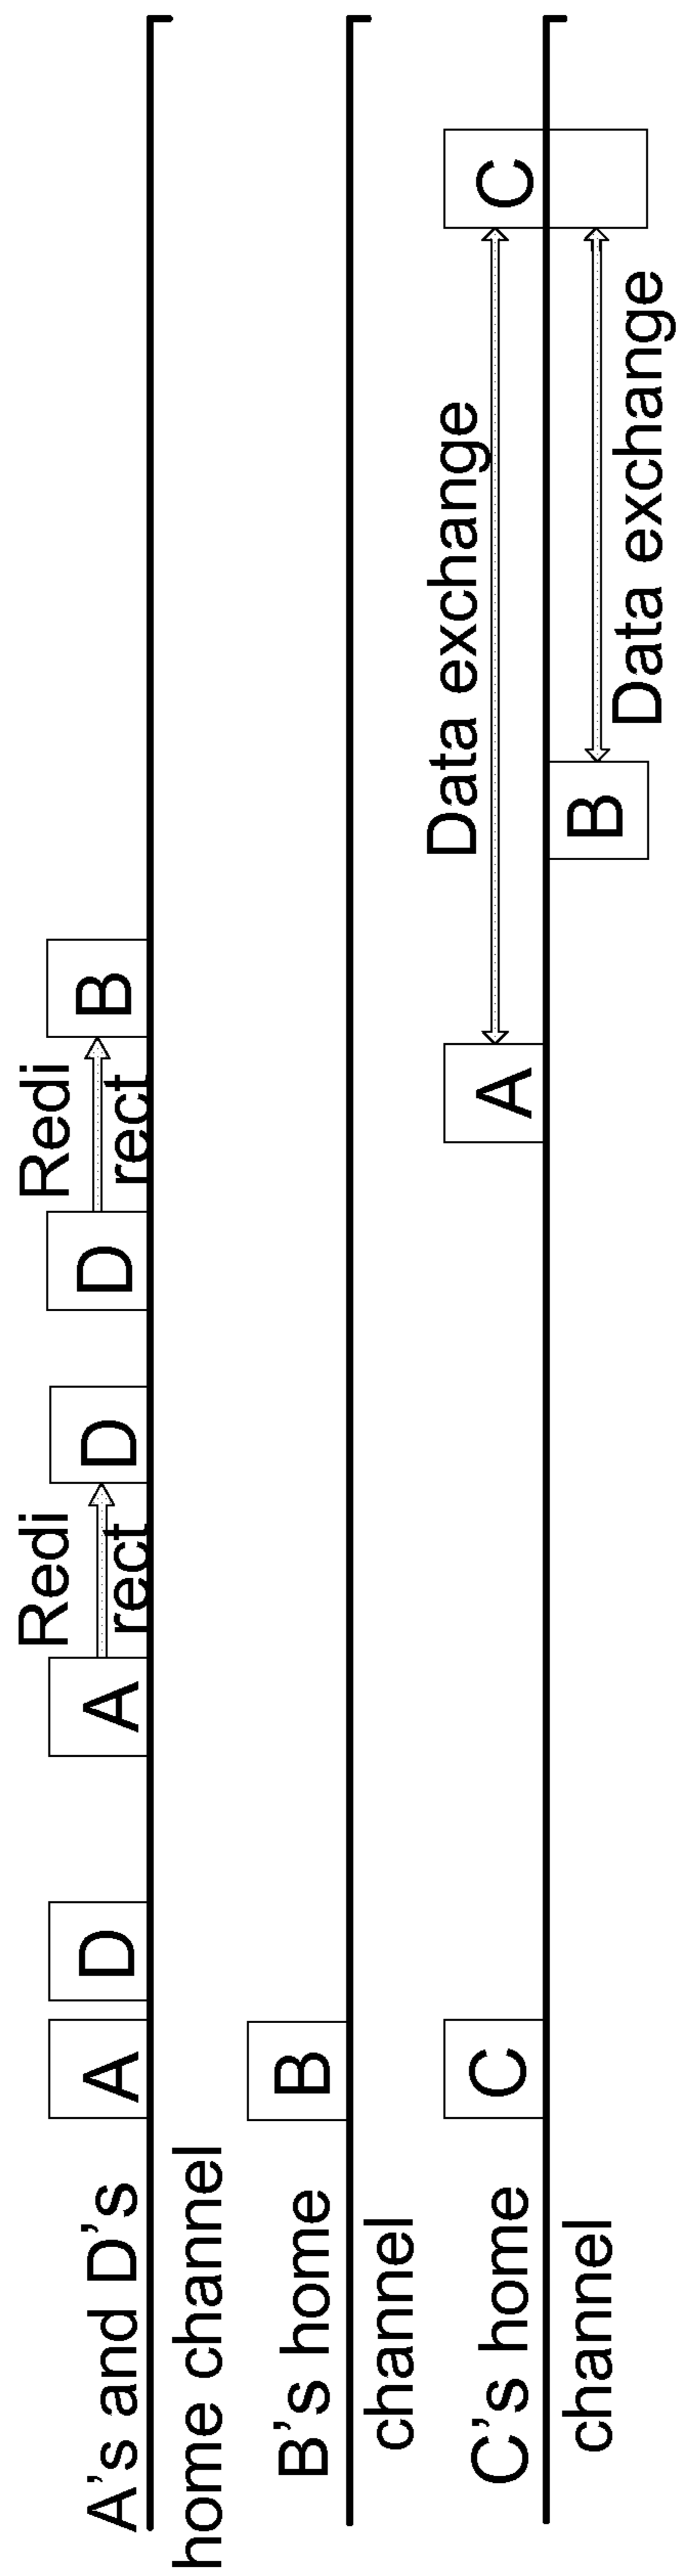 A's and D's
home channel
A
D
A
Redi
rect
D
D
Redi
rect
B
B's home
channel
B
C's home
channel
C
A
Data exchange
C
B
Data exchange